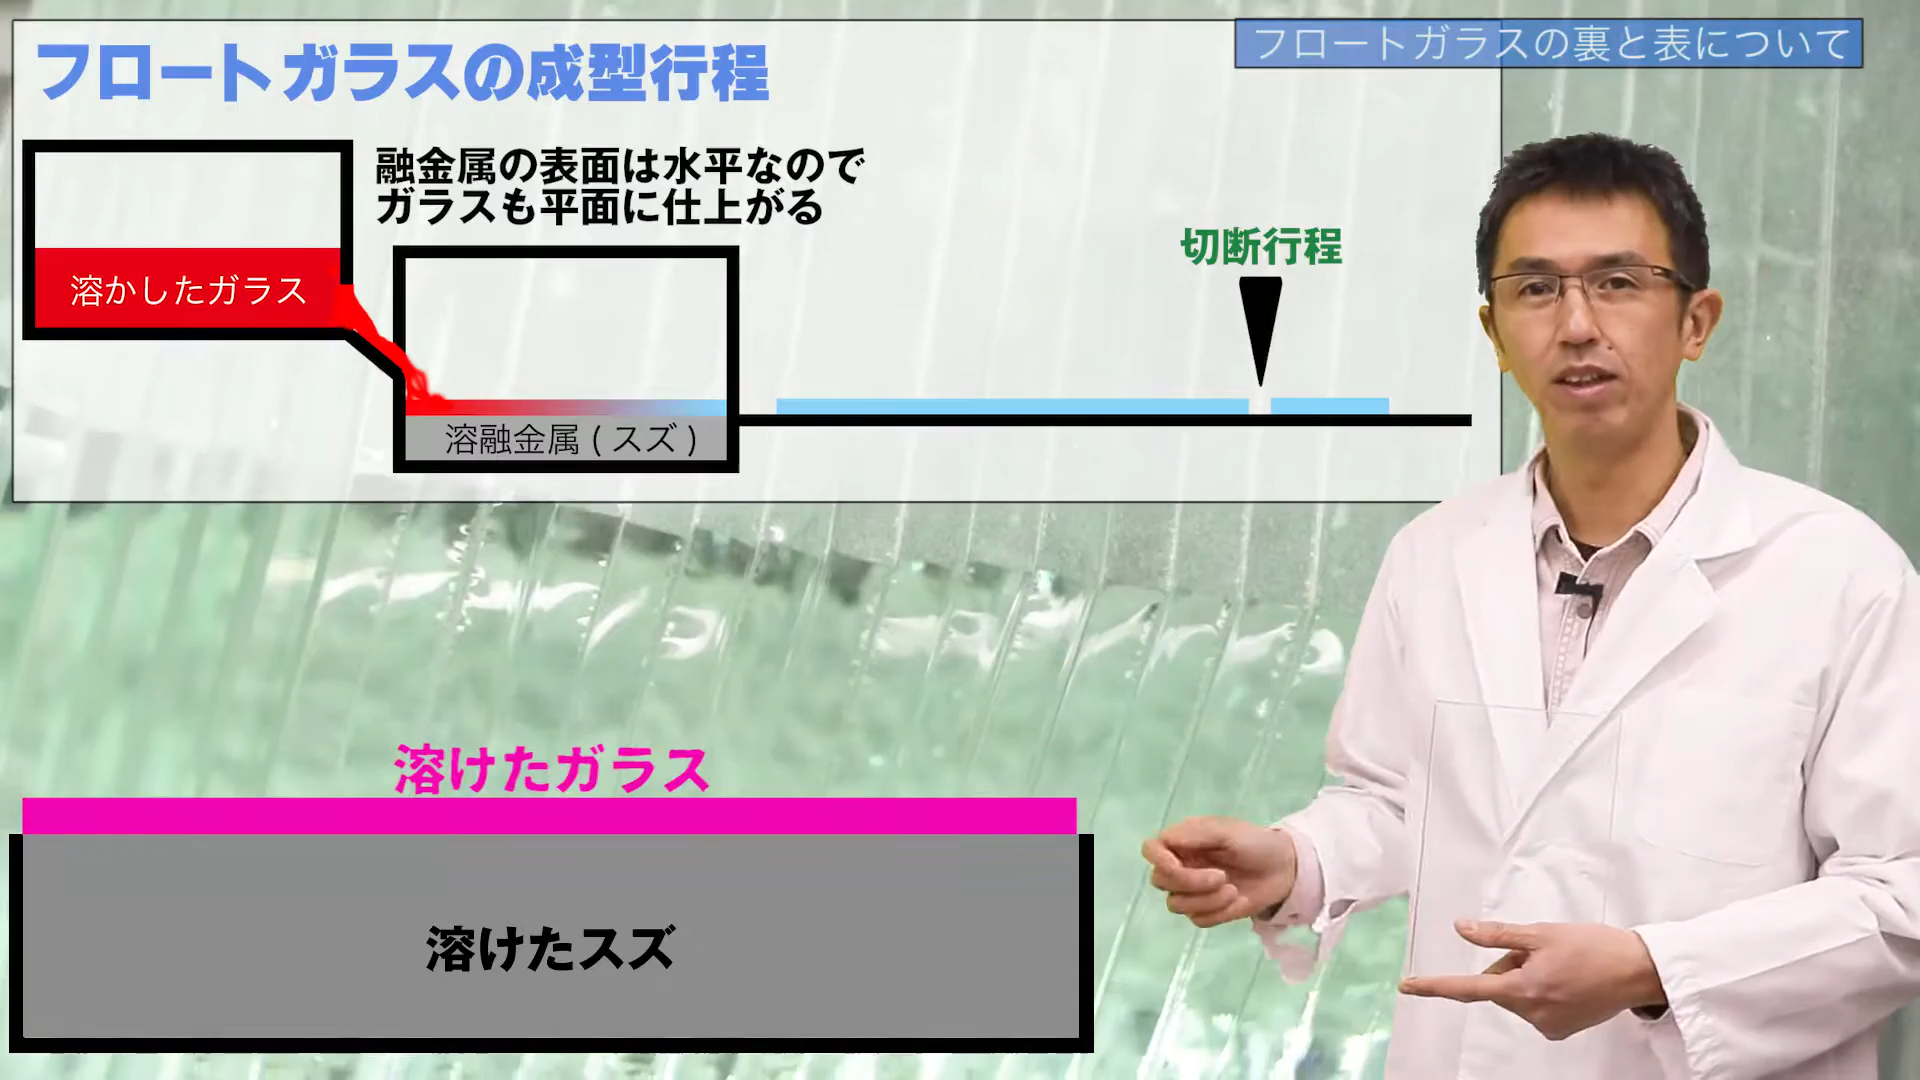 フロートガラスの成型行程
フロートガラスの裏と表について
融金属の表面は水平なので
ガラスも平面に仕上がる
溶かしたガラス
切断行程
溶融金属(スズ)
溶けたガラス
溶けたスズ